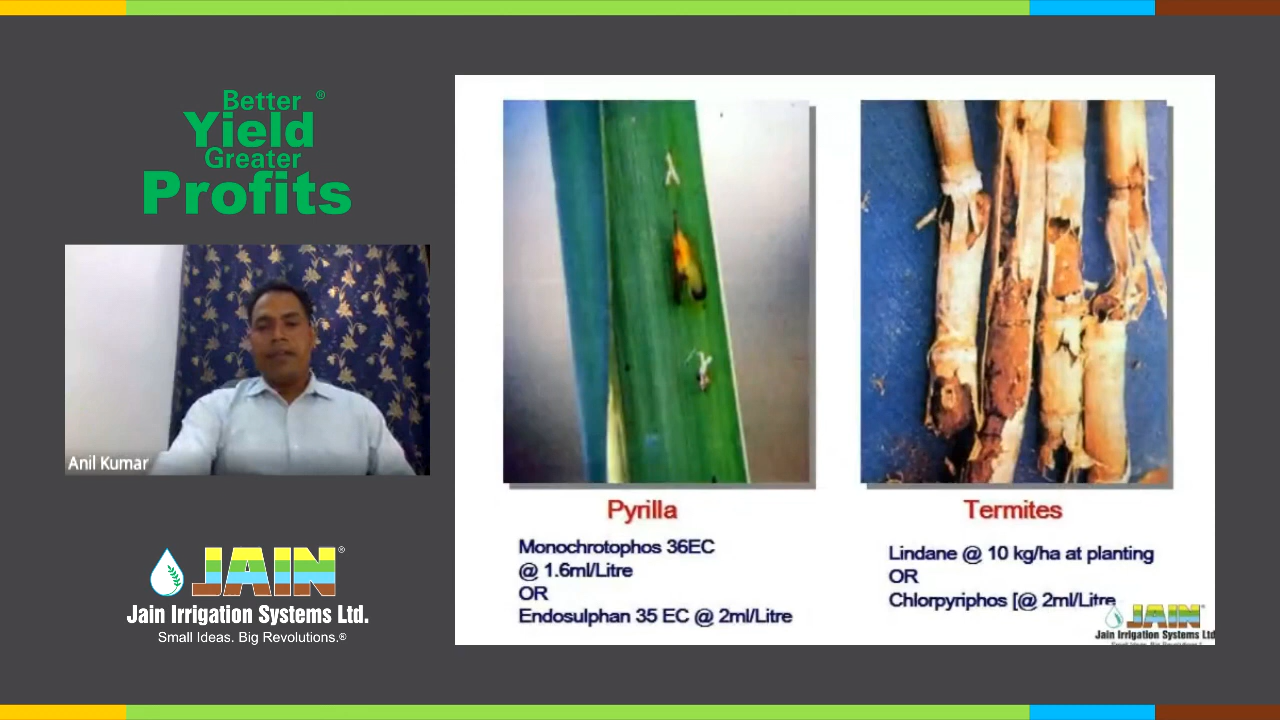 Better ®
Yield
Greater
Profits
Anil Kumar
JAIN®
Jain Irrigation Systems Ltd.
Small Ideas. Big Revolutions.®
Pyrilla
Monochrotophos 36EC
@ 1.6ml/Litre
OR
Endosulphan 35 EC @ 2ml/Litre
Termites
Lindane @ 10 kg/ha at planting
OR
Chlorpyriphos [@ 2ml/Litre
JAIN
Jain Irrigation Systems Ltd